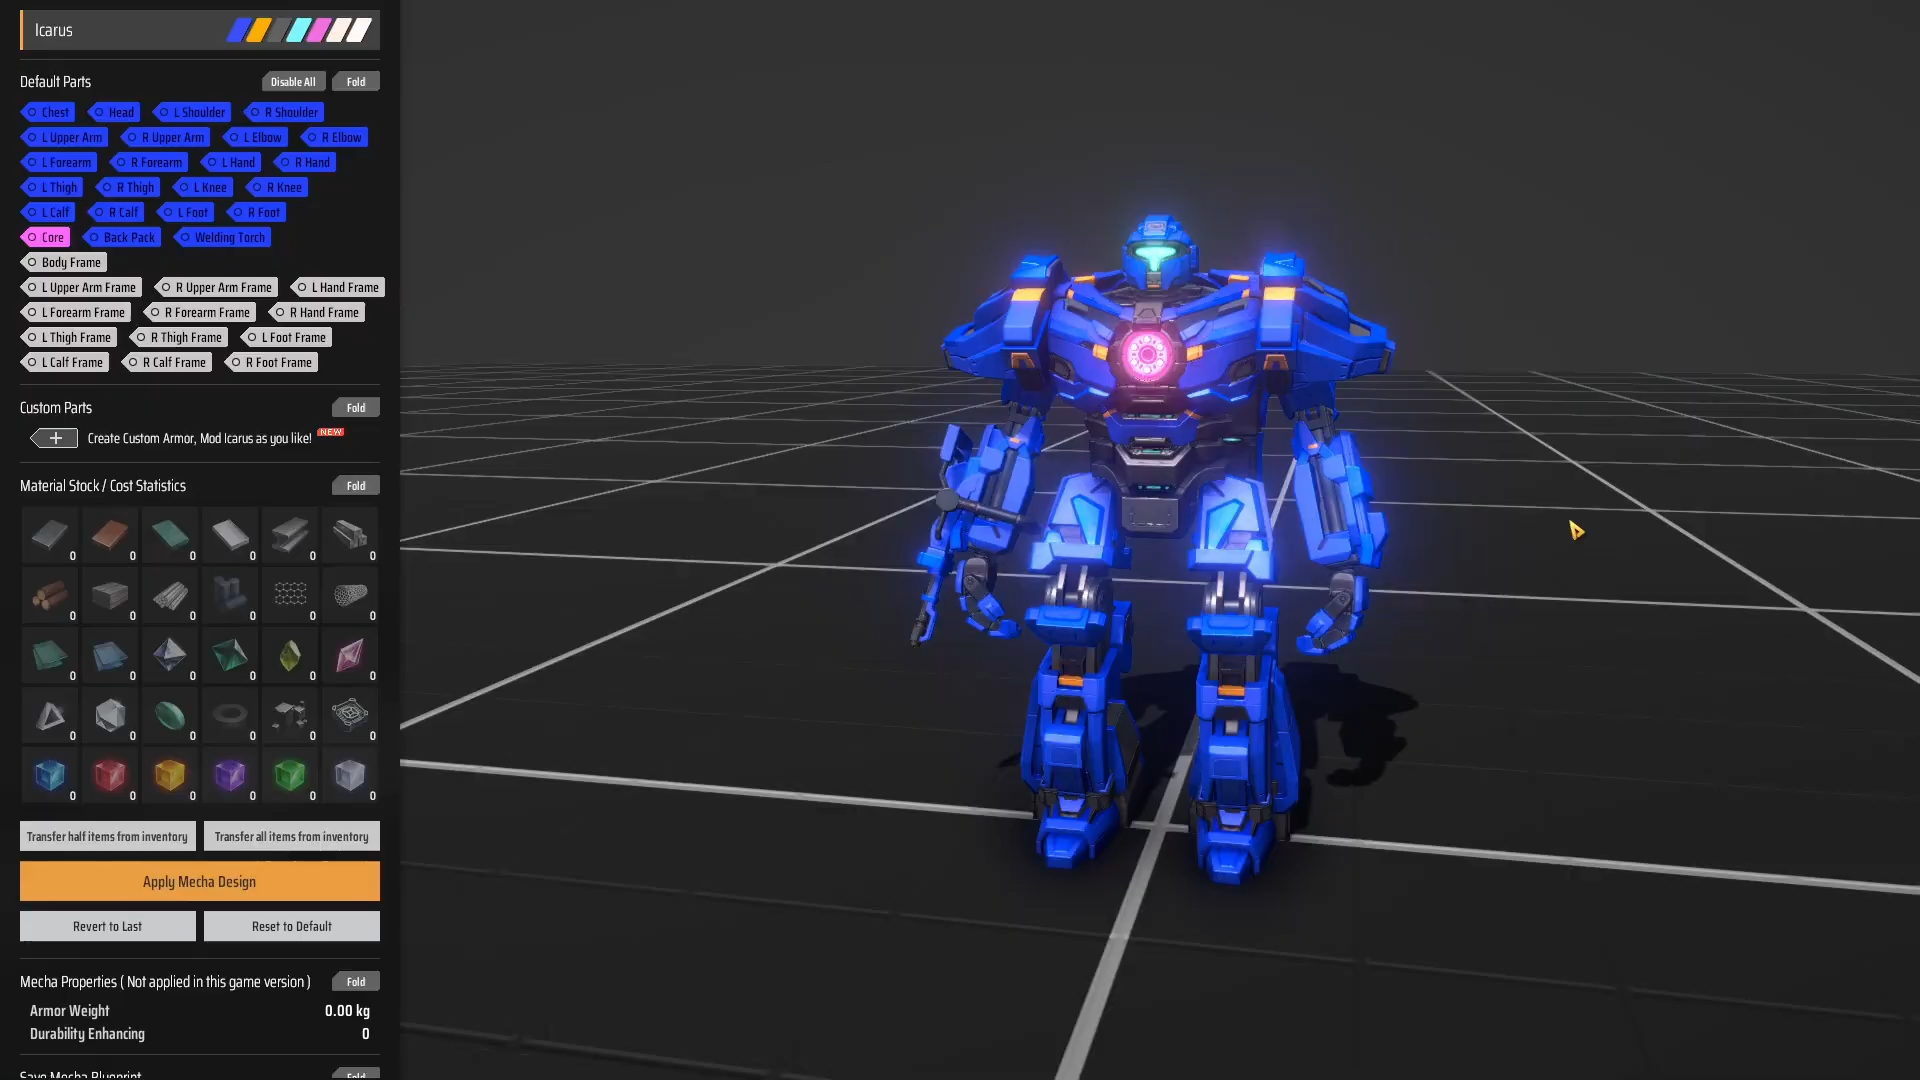 Icarus
Default Parts Disable All Fold
Chest Head L Shoulder R Shoulder
L Upper Arm R Upper Arm L Elbow R Elbow
L Forearm R Forearm L Hand R Hand
L Thigh R Thigh L Knee R Knee
L Calf R Calf L Foot R Foot
Core Back Pack Welding Torch
Body Frame
L Upper Arm Frame R Upper Arm Frame L Hand Frame
L Forearm Frame R Forearm Frame R Hand Frame
L Thigh Frame R Thigh Frame L Foot Frame
L Calf Frame R Calf Frame R Foot Frame
Custom Parts Fold
Create Custom Armor, Mod Icarus as you like! NEW
Material Stock / Cost Statistics Fold
0 0 0 0 0 0
0 0 0 0 0 0
0 0 0 0 0 0
0 0 0 0 0 0
0 0 0 0 0 0
Transfer half items from inventory Transfer all items from inventory
Apply Mecha Design
Revert to Last Reset to Default
Mecha Properties ( Not applied in this game version ) Fold
Armor Weight 0.00 kg
Durability Enhancing 0
Save Mecha Blueprint Fold